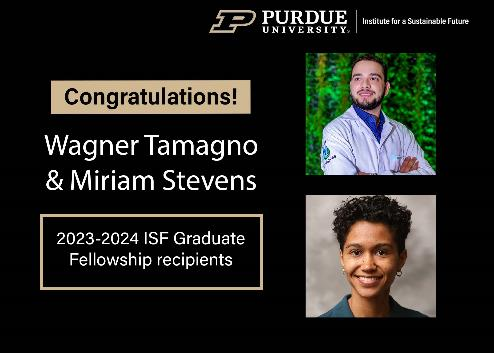 PURDUE UNIVERSITY®
Institute for a Sustainable Future
Congratulations!
Wagner Tamagno
& Miriam Stevens
2023-2024 ISF Graduate
Fellowship recipients